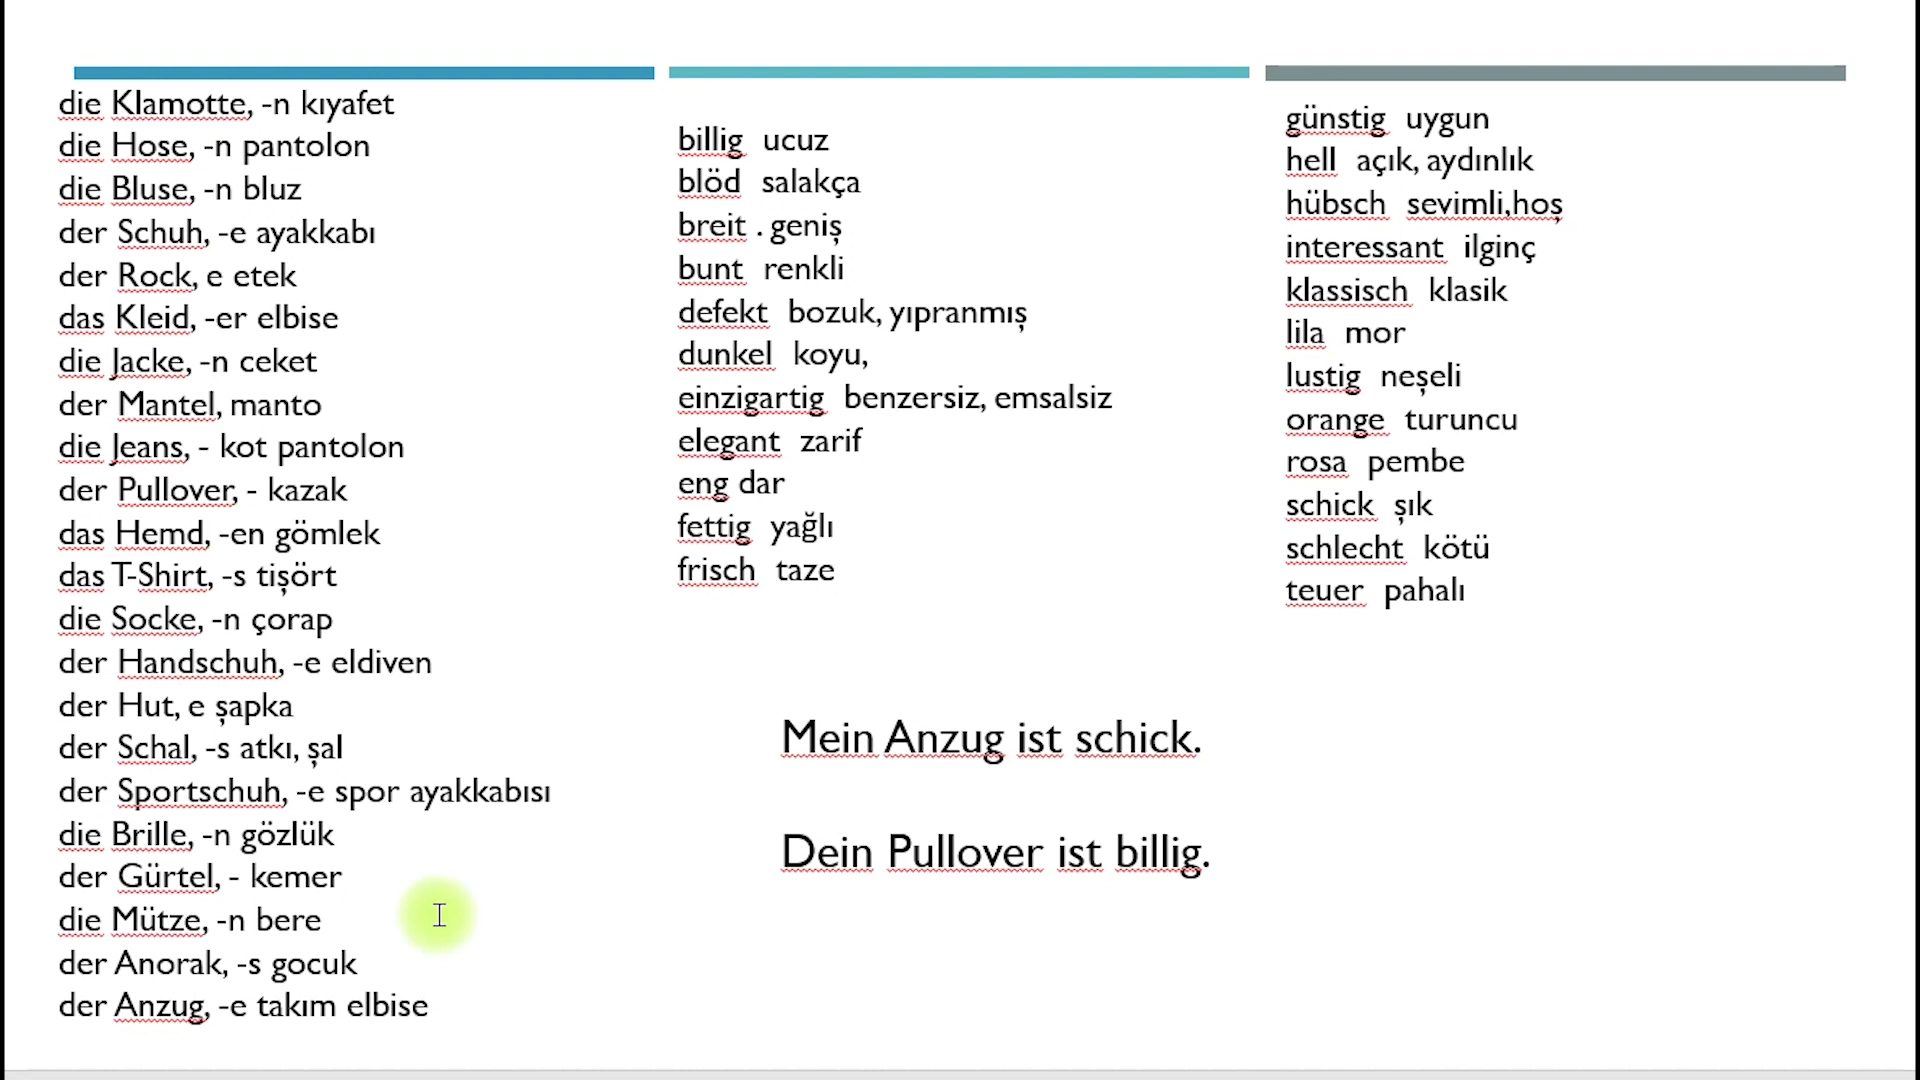 die Klamotte, -n kıyafet
die Hose, -n pantolon
die Bluse, -n bluz
der Schuh, -e ayakkabı
der Rock, e etek
das Kleid, -er elbise
die Jacke, -n ceket
der Mantel, manto
die Jeans, - kot pantolon
der Pullover, - kazak
das Hemd, -en gömlek
das T-Shirt, -s tişört
die Socke, -n çorap
der Handschuh, -e eldiven
der Hut, e şapka
der Schal, -s atkı, şal
der Sportschuh, -e spor ayakkabısı
die Brille, -n gözlük
der Gürtel, - kemer
die Mütze, -n bere
der Anorak, -s gocuk
der Anzug, -e takım elbise
billig ucuz
blöd salakça
breit . geniş
bunt renkli
defekt bozuk, yıpranmış
dunkel koyu,
einzigartig benzersiz, emsalsiz
elegant zarif
eng dar
fettig yağlı
frisch taze
günstig uygun
hell açık, aydınlık
hübsch sevimli,hoş
interessant ilginç
klassisch klasik
lila mor
lustig neşeli
orange turuncu
rosa pembe
schick şık
schlecht kötü
teuer pahalı
Mein Anzug ist schick.
Dein Pullover ist billig.